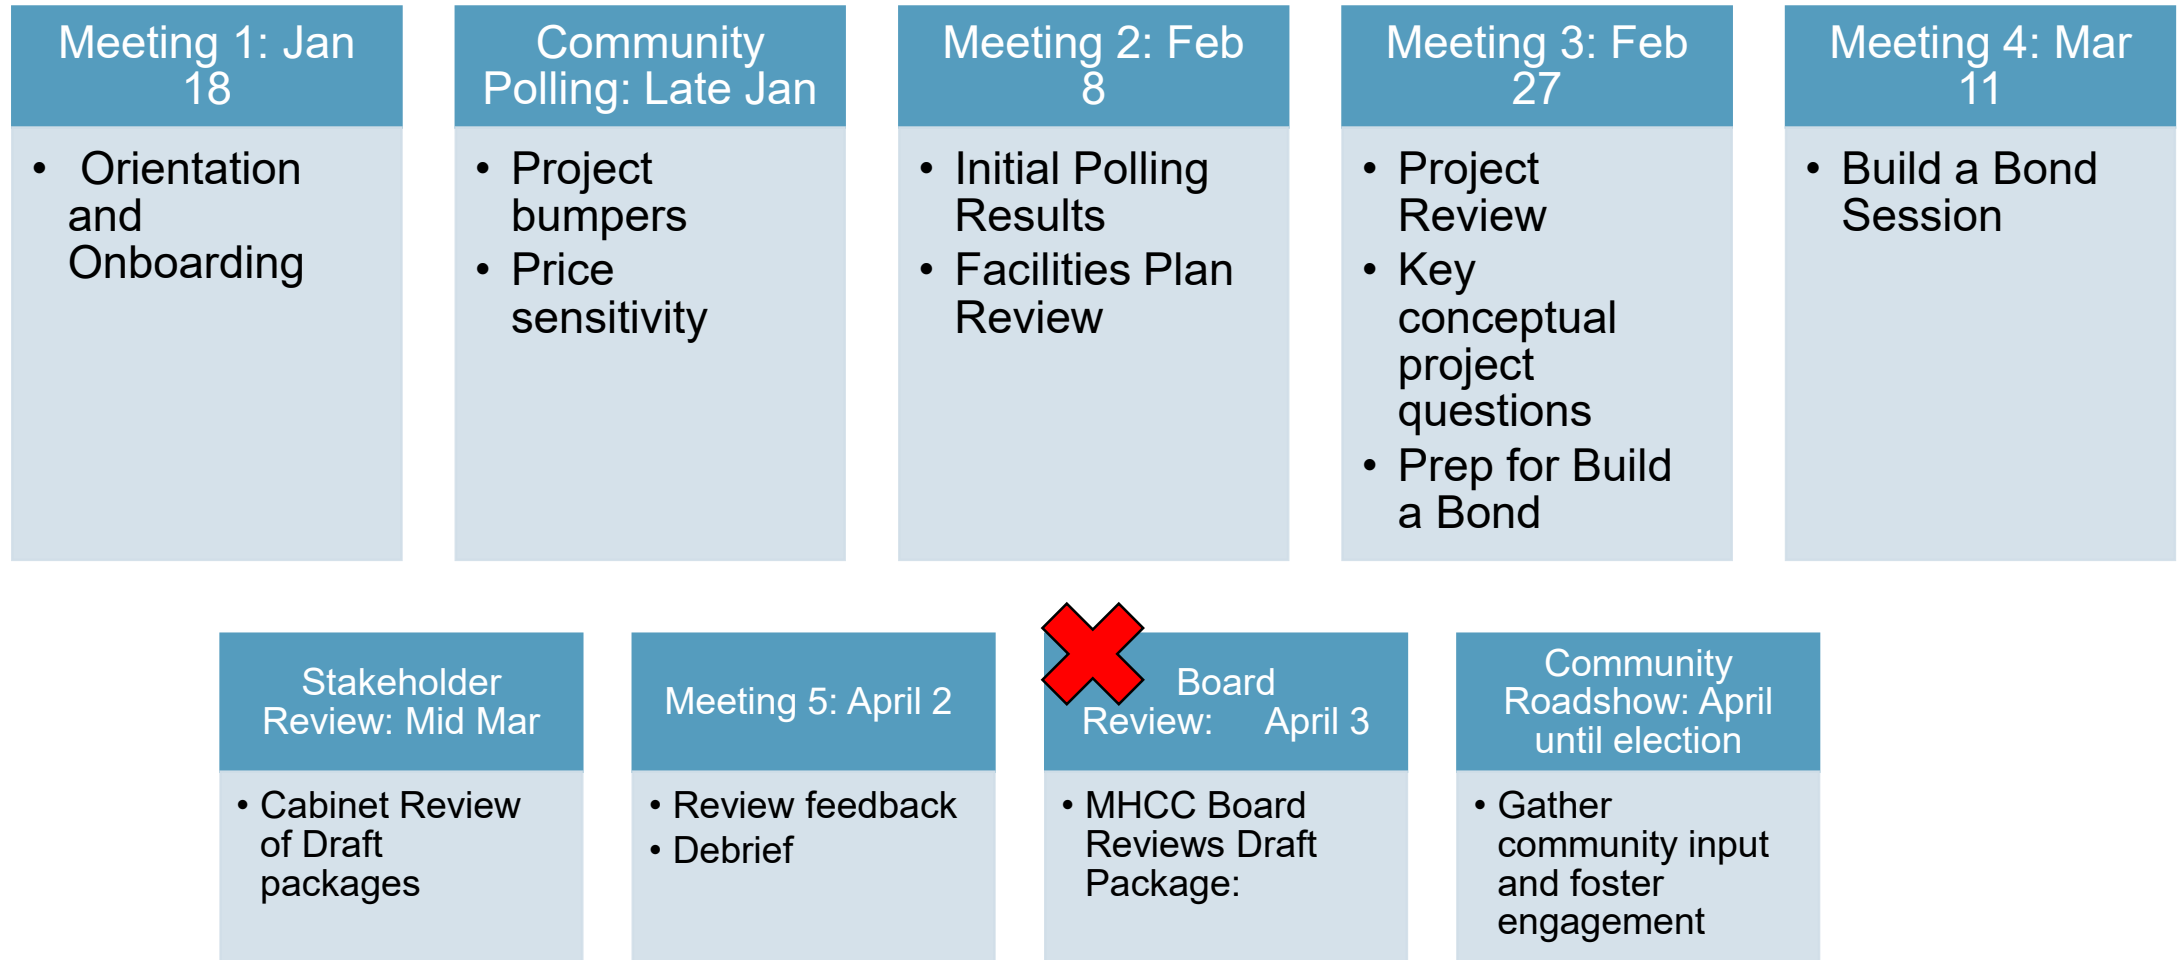 Meeting 1: Jan
18
• Orientation
and
Onboarding
Community
Polling: Late Jan
• Project
bumpers
• Price
sensitivity
Meeting 2: Feb
8
• Initial Polling
Results
• Facilities Plan
Review
Meeting 3: Feb
27
• Project
Review
• Key
conceptual
project
questions
• Prep for Build
a Bond
Meeting 4: Mar
11
• Build a Bond
Session
Stakeholder
Review: Mid Mar
• Cabinet Review
of Draft
packages
Meeting 5: April 2
• Review feedback
• Debrief
Board
Review: April 3
• MHCC Board
Reviews Draft
Package:
Community
Roadshow: April
until election
• Gather
community input
and foster
engagement